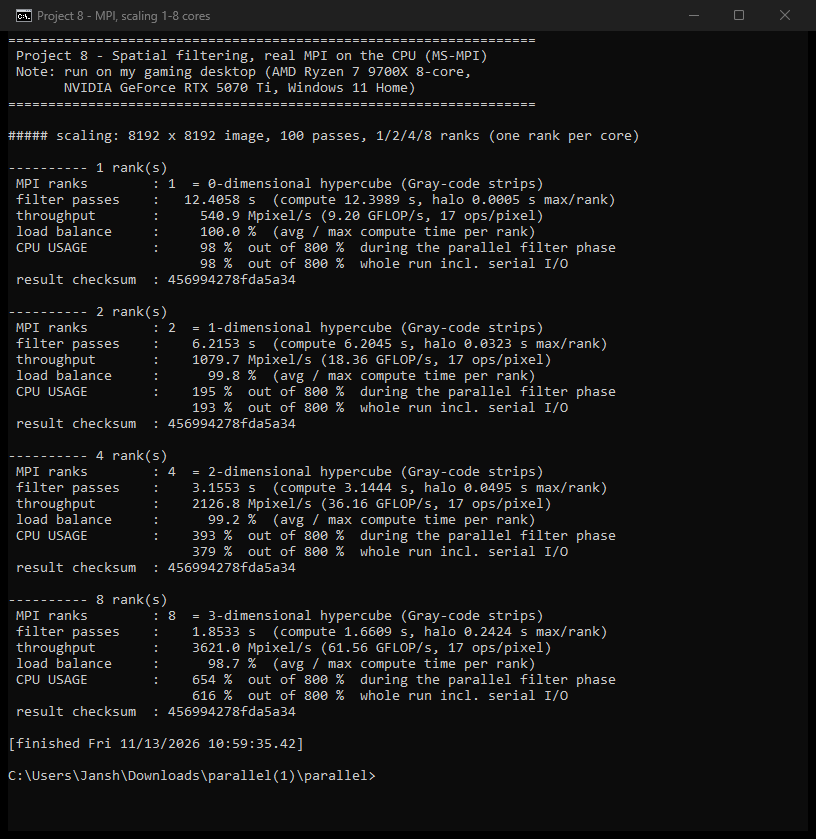 Project 8 - MPI, scaling 1-8 cores
==================================================================
Project 8 - Spatial filtering, real MPI on the CPU (MS-MPI)
Note: run on my gaming desktop (AMD Ryzen 7 9700X 8-core,
NVIDIA GeForce RTX 5070 Ti, Windows 11 Home)
==================================================================
##### scaling: 8192 x 8192 image, 100 passes, 1/2/4/8 ranks (one rank per core)
---------- 1 rank(s)
MPI ranks : 1 = 0-dimensional hypercube (Gray-code strips)
filter passes : 12.4058 s (compute 12.3989 s, halo 0.0005 s max/rank)
throughput : 540.9 Mpixel/s (9.20 GFLOP/s, 17 ops/pixel)
load balance : 100.0 % (avg / max compute time per rank)
CPU USAGE : 98 % out of 800 % during the parallel filter phase
98 % out of 800 % whole run incl. serial I/O
result checksum : 456994278fda5a34
---------- 2 rank(s)
MPI ranks : 2 = 1-dimensional hypercube (Gray-code strips)
filter passes : 6.2153 s (compute 6.2045 s, halo 0.0323 s max/rank)
throughput : 1079.7 Mpixel/s (18.36 GFLOP/s, 17 ops/pixel)
load balance : 99.8 % (avg / max compute time per rank)
CPU USAGE : 195 % out of 800 % during the parallel filter phase
193 % out of 800 % whole run incl. serial I/O
result checksum : 456994278fda5a34
---------- 4 rank(s)
MPI ranks : 4 = 2-dimensional hypercube (Gray-code strips)
filter passes : 3.1553 s (compute 3.1444 s, halo 0.0495 s max/rank)
throughput : 2126.8 Mpixel/s (36.16 GFLOP/s, 17 ops/pixel)
load balance : 99.2 % (avg / max compute time per rank)
CPU USAGE : 393 % out of 800 % during the parallel filter phase
379 % out of 800 % whole run incl. serial I/O
result checksum : 456994278fda5a34
---------- 8 rank(s)
MPI ranks : 8 = 3-dimensional hypercube (Gray-code strips)
filter passes : 1.8533 s (compute 1.6609 s, halo 0.2424 s max/rank)
throughput : 3621.0 Mpixel/s (61.56 GFLOP/s, 17 ops/pixel)
load balance : 98.7 % (avg / max compute time per rank)
CPU USAGE : 654 % out of 800 % during the parallel filter phase
616 % out of 800 % whole run incl. serial I/O
result checksum : 456994278fda5a34
[finished Fri 11/13/2026 10:59:35.42]
C:\Users\Jansh\Downloads\parallel(1)\parallel>